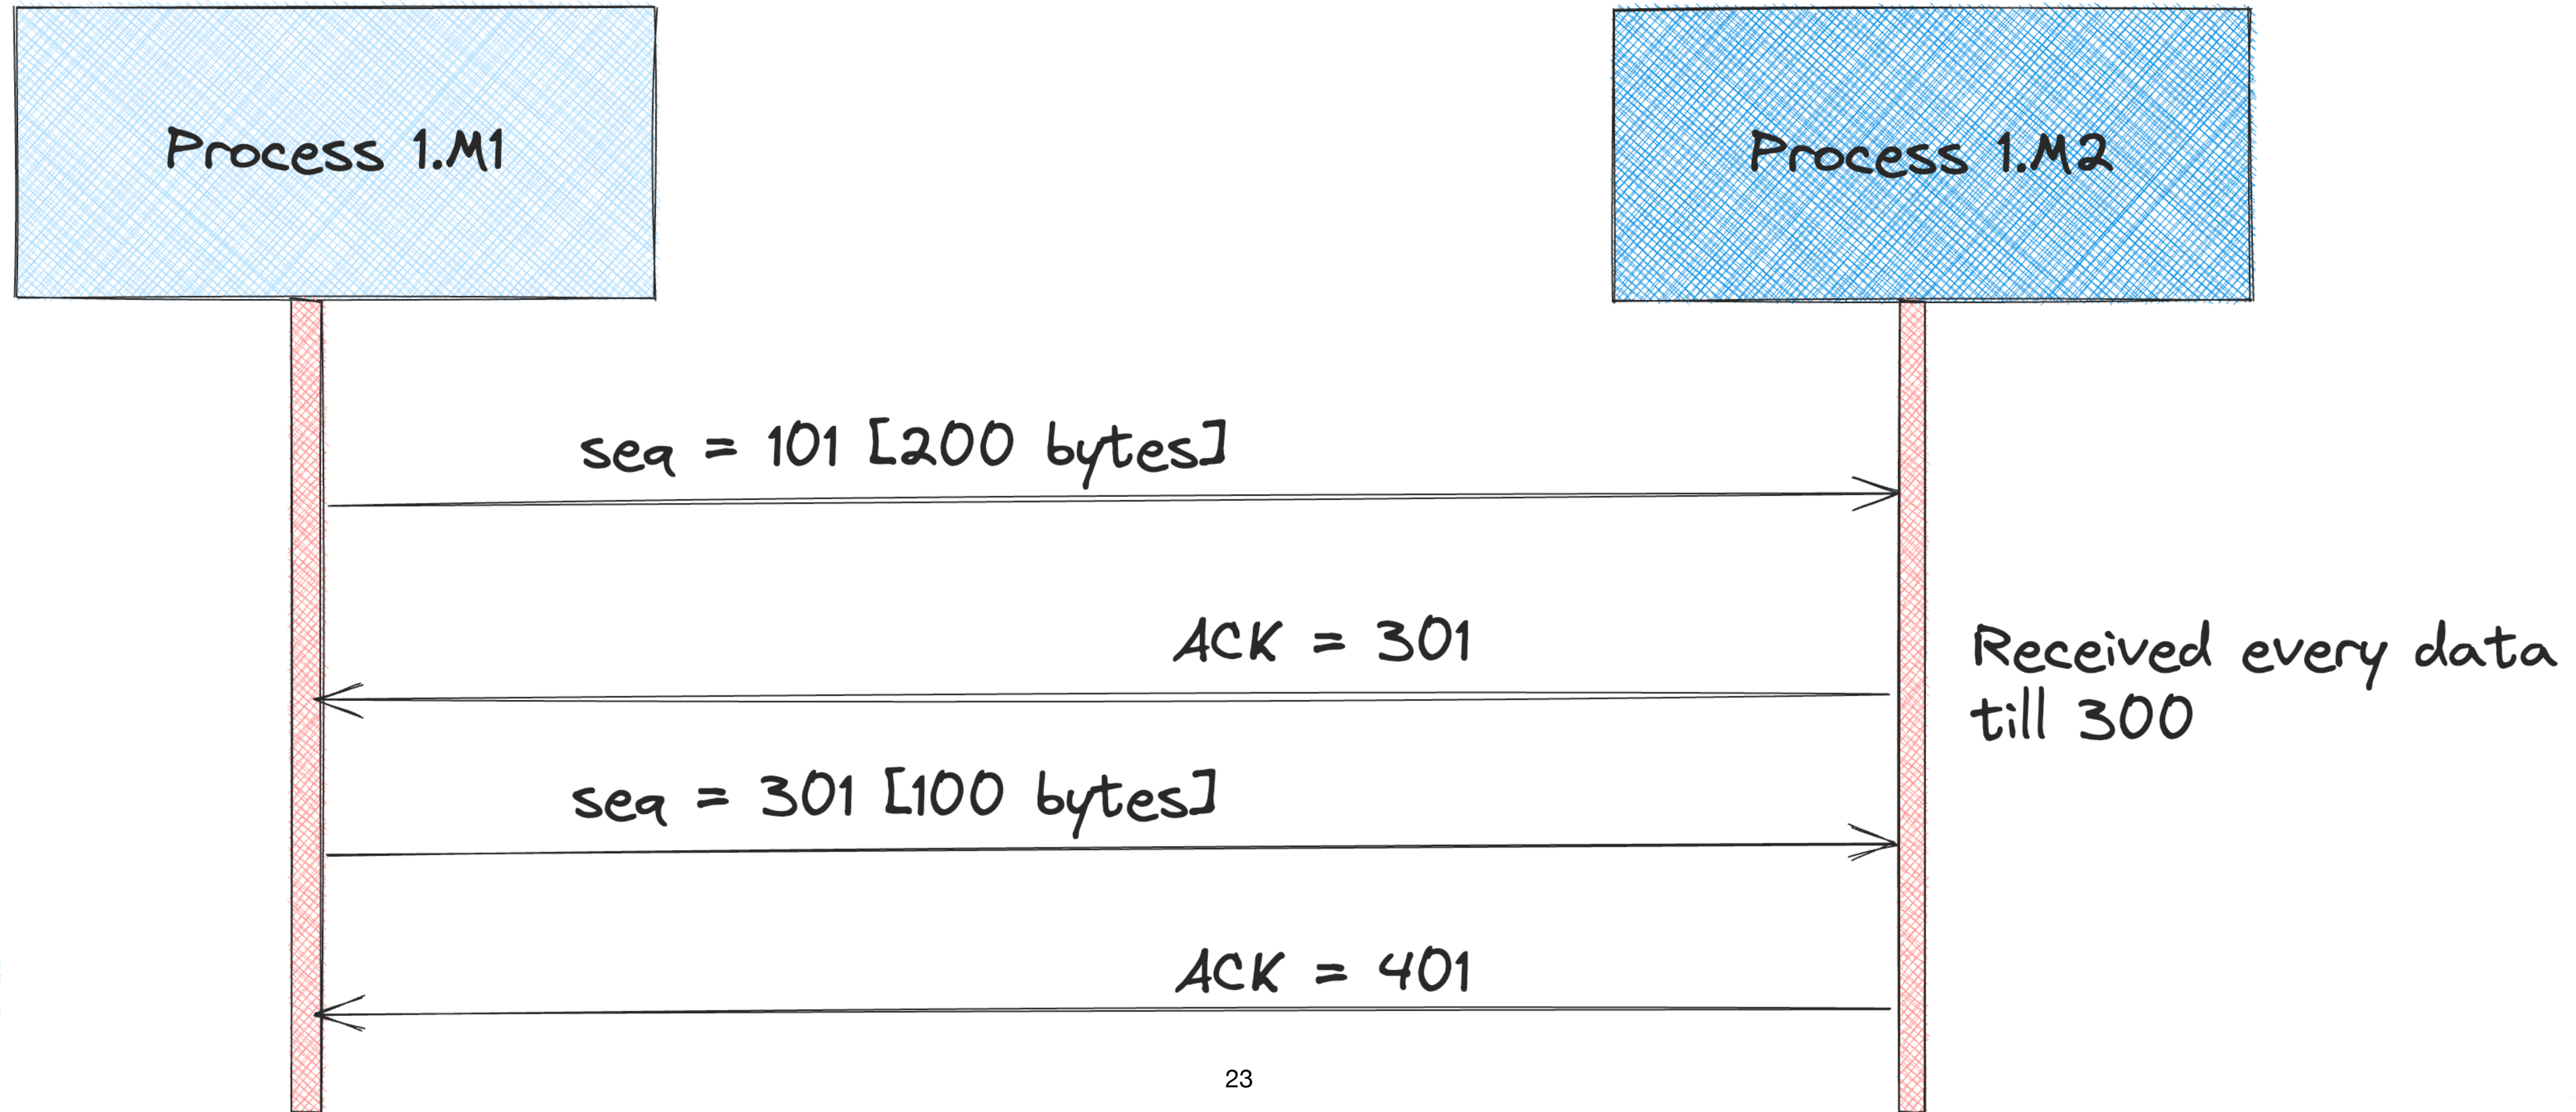 Process 1.M1
Process 1.M2
seq = 101 [200 bytes]
ACK = 301
Received every data
till 300
seq = 301 [100 bytes]
ACK = 401
23